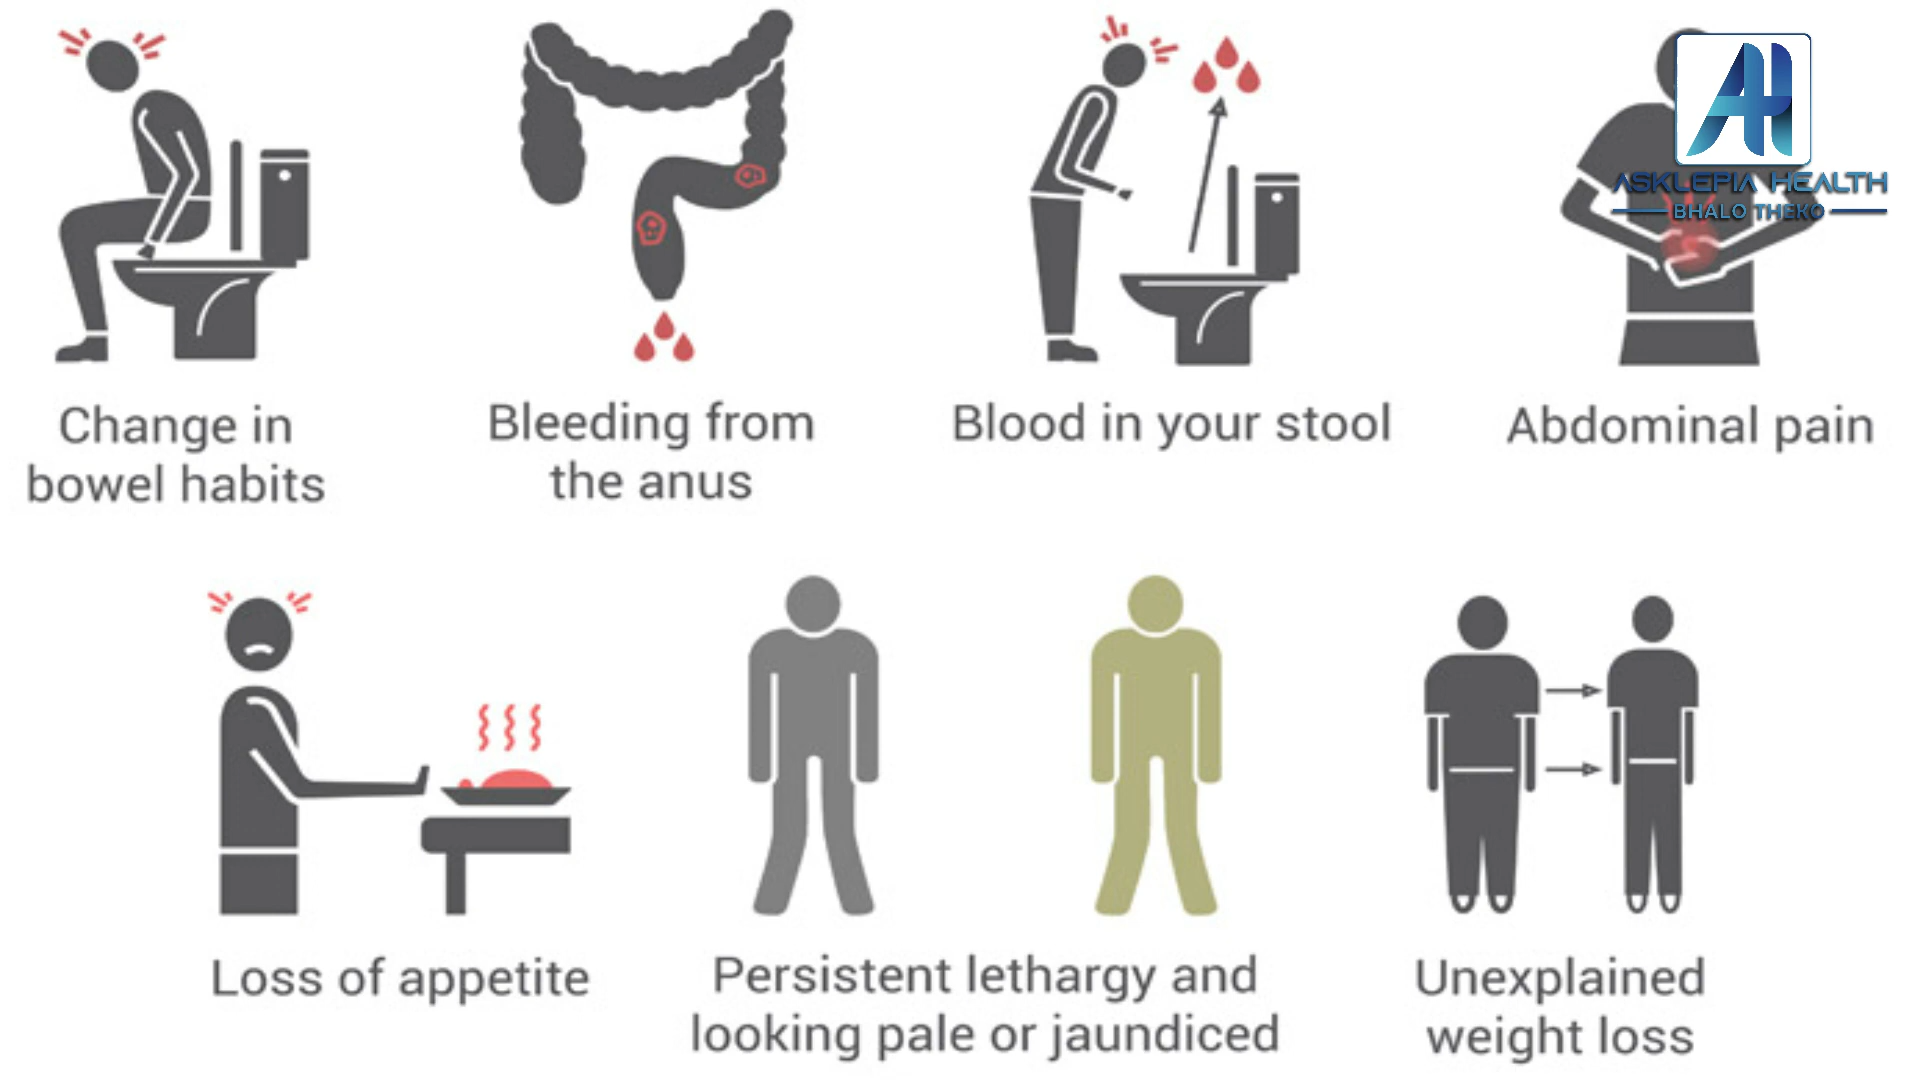 Change in
bowel habits
Bleeding from
the anus
Blood in your stool
Abdominal pain
AH
ASKLEPIA HEALTH
BHALO THEKO
Loss of appetite
Persistent lethargy and
looking pale or jaundiced
Unexplained
weight loss